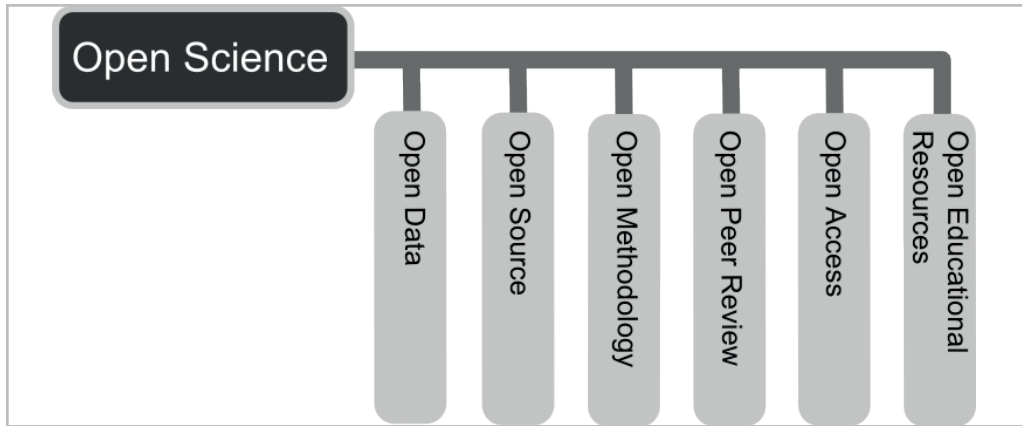 Open Science
Open Data
Open Source
Open Methodology
Open Peer Review
Open Access
Open Educational
Resources